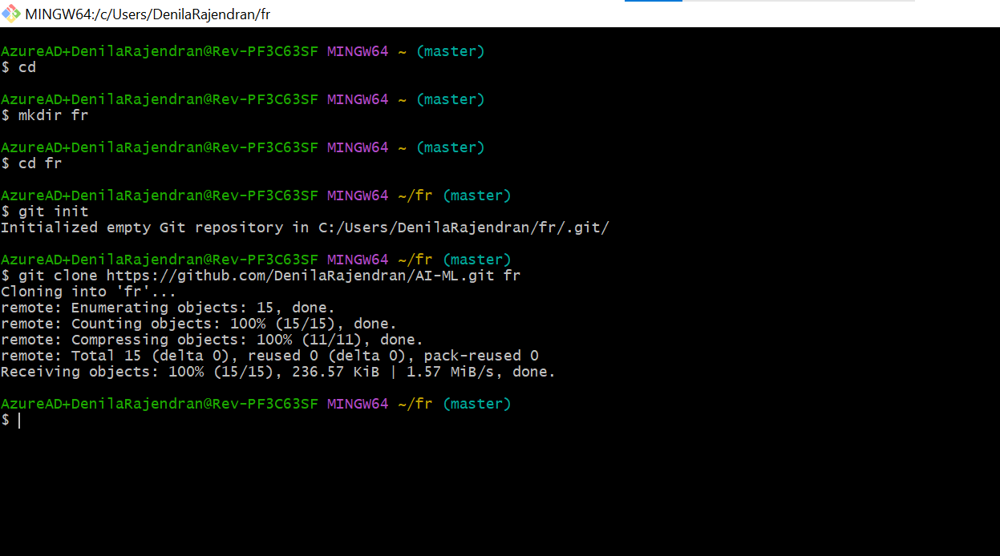 MINGW64:/c/Users/DenilaRajendran/fr
AzureAD+DenilaRajendran@Rev-PF3C63SF MINGW64 ~ (master)
$ cd
AzureAD+DenilaRajendran@Rev-PF3C63SF MINGW64 ~ (master)
$ mkdir fr
AzureAD+DenilaRajendran@Rev-PF3C63SF MINGW64 ~ (master)
$ cd fr
AzureAD+DenilaRajendran@Rev-PF3C63SF MINGW64 ~/fr (master)
$ git init
Initialized empty Git repository in C:/Users/DenilaRajendran/fr/.git/
AzureAD+DenilaRajendran@Rev-PF3C63SF MINGW64 ~/fr (master)
$ git clone https://github.com/DenilaRajendran/AI-ML.git fr
Cloning into 'fr'...
remote: Enumerating objects: 15, done.
remote: Counting objects: 100% (15/15), done.
remote: Compressing objects: 100% (11/11), done.
remote: Total 15 (delta 0), reused 0 (delta 0), pack-reused 0
Receiving objects: 100% (15/15), 236.57 KiB | 1.57 MiB/s, done.
AzureAD+DenilaRajendran@Rev-PF3C63SF MINGW64 ~/fr (master)
$